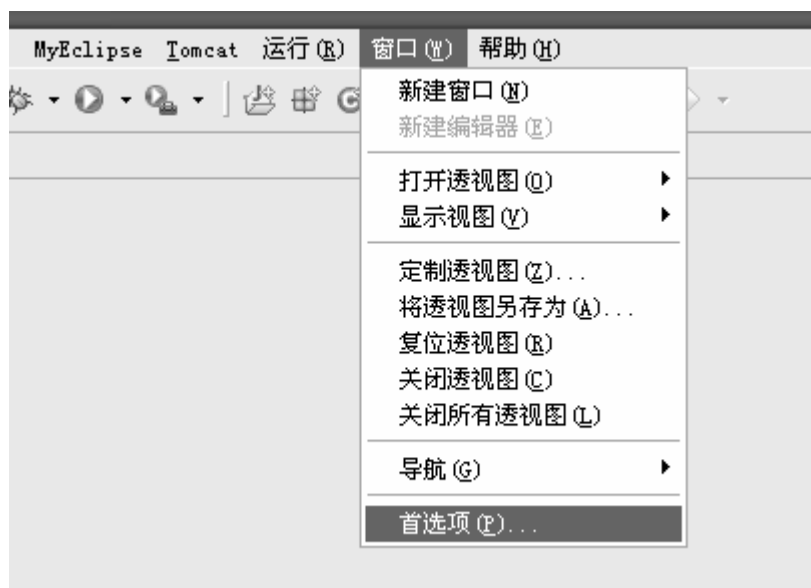 MyEclipse Tomcat 运行(R) 窗口(W) 帮助(H)
新建窗口(N)
新建编辑器(E)
打开透视图(O)
显示视图(V)
定制透视图(Z)...
将透视图另存为(A)...
复位透视图(R)
关闭透视图(C)
关闭所有透视图(L)
导航(G)
首选项(P)...